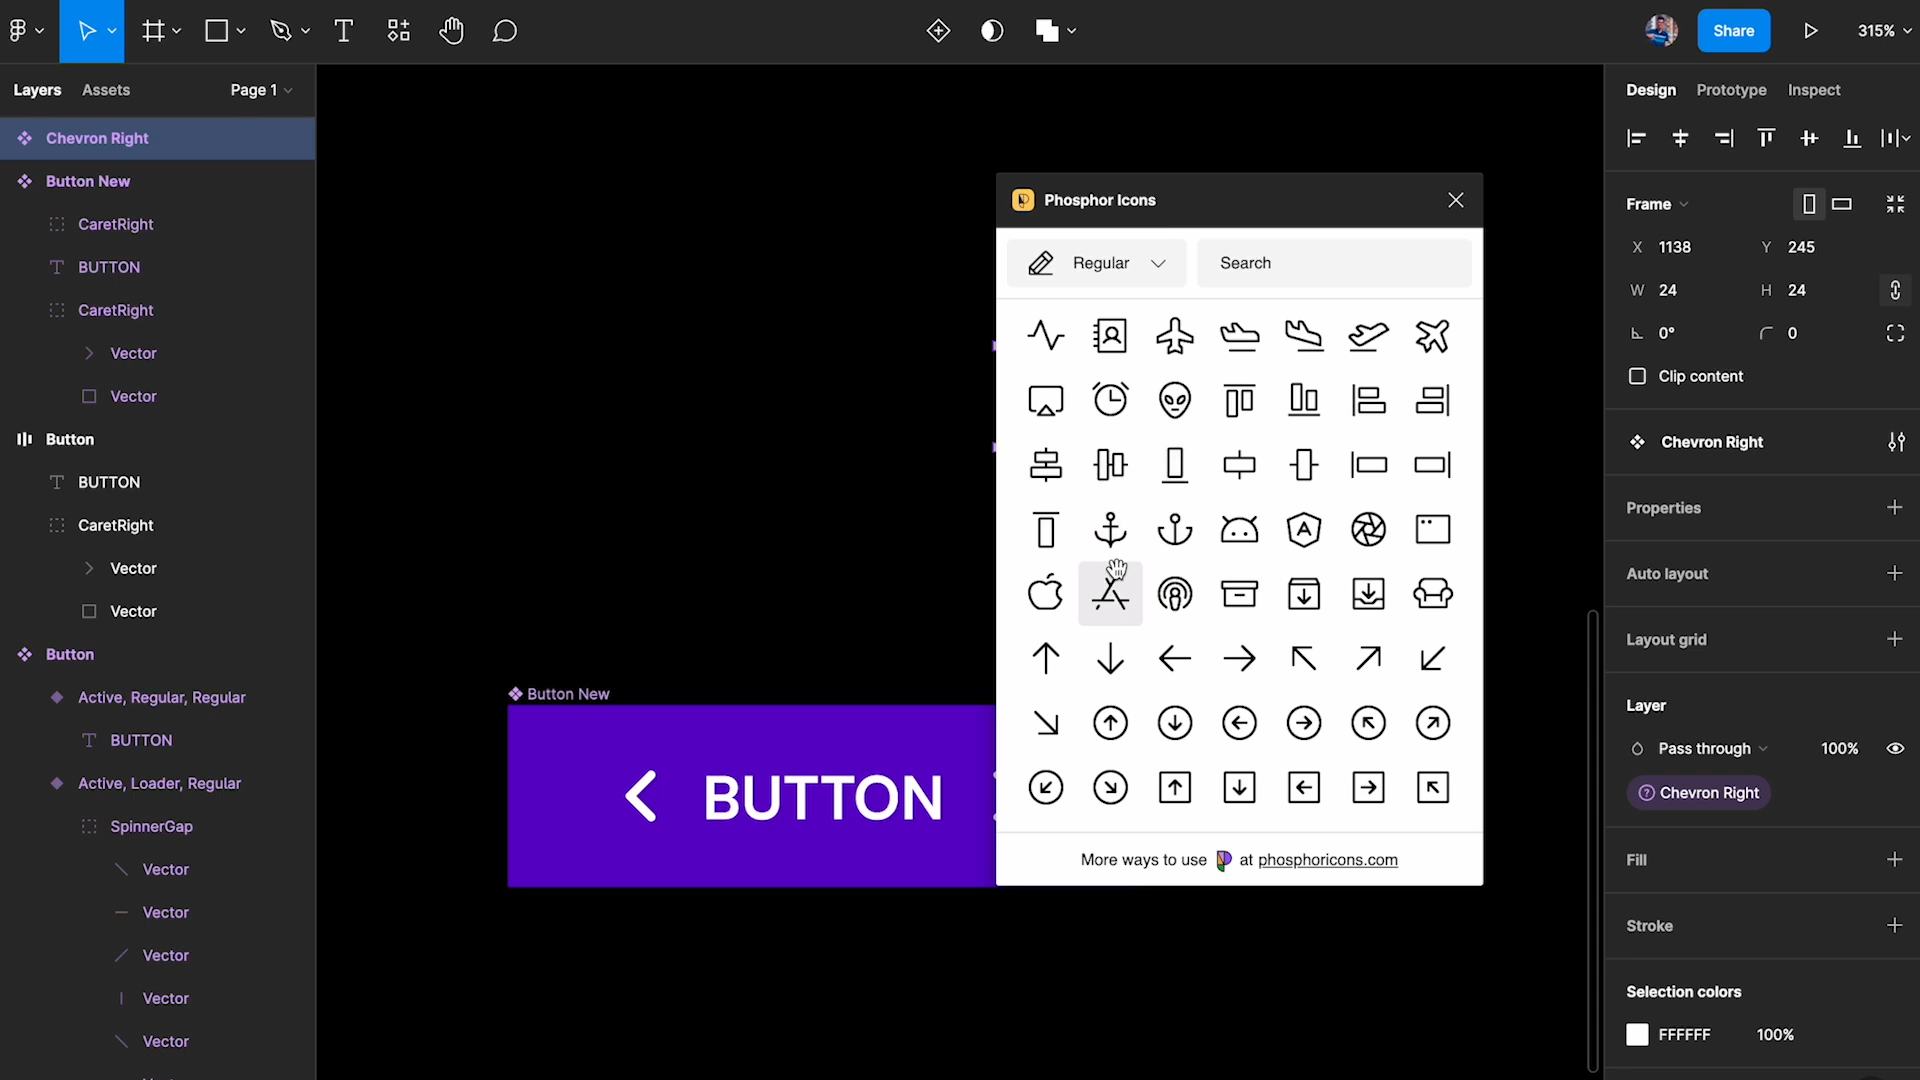 Share
315%
Layers
Assets
Page 1
Chevron Right
Button New
CaretRight
BUTTON
CaretRight
Vector
Vector
Button
BUTTON
CaretRight
Vector
Vector
Button
Active, Regular, Regular
BUTTON
Active, Loader, Regular
SpinnerGap
Vector
Vector
Vector
Vector
Vector
Button New
BUTTON
Phosphor Icons
Regular
Search
More ways to use at phosphoricons.com
Design
Prototype
Inspect
Frame
X 1138
Y 245
W 24
H 24
0°
0
Clip content
Chevron Right
Properties
Auto layout
Layout grid
Layer
Pass through
100%
Chevron Right
Fill
Stroke
Selection colors
FFFFFF
100%